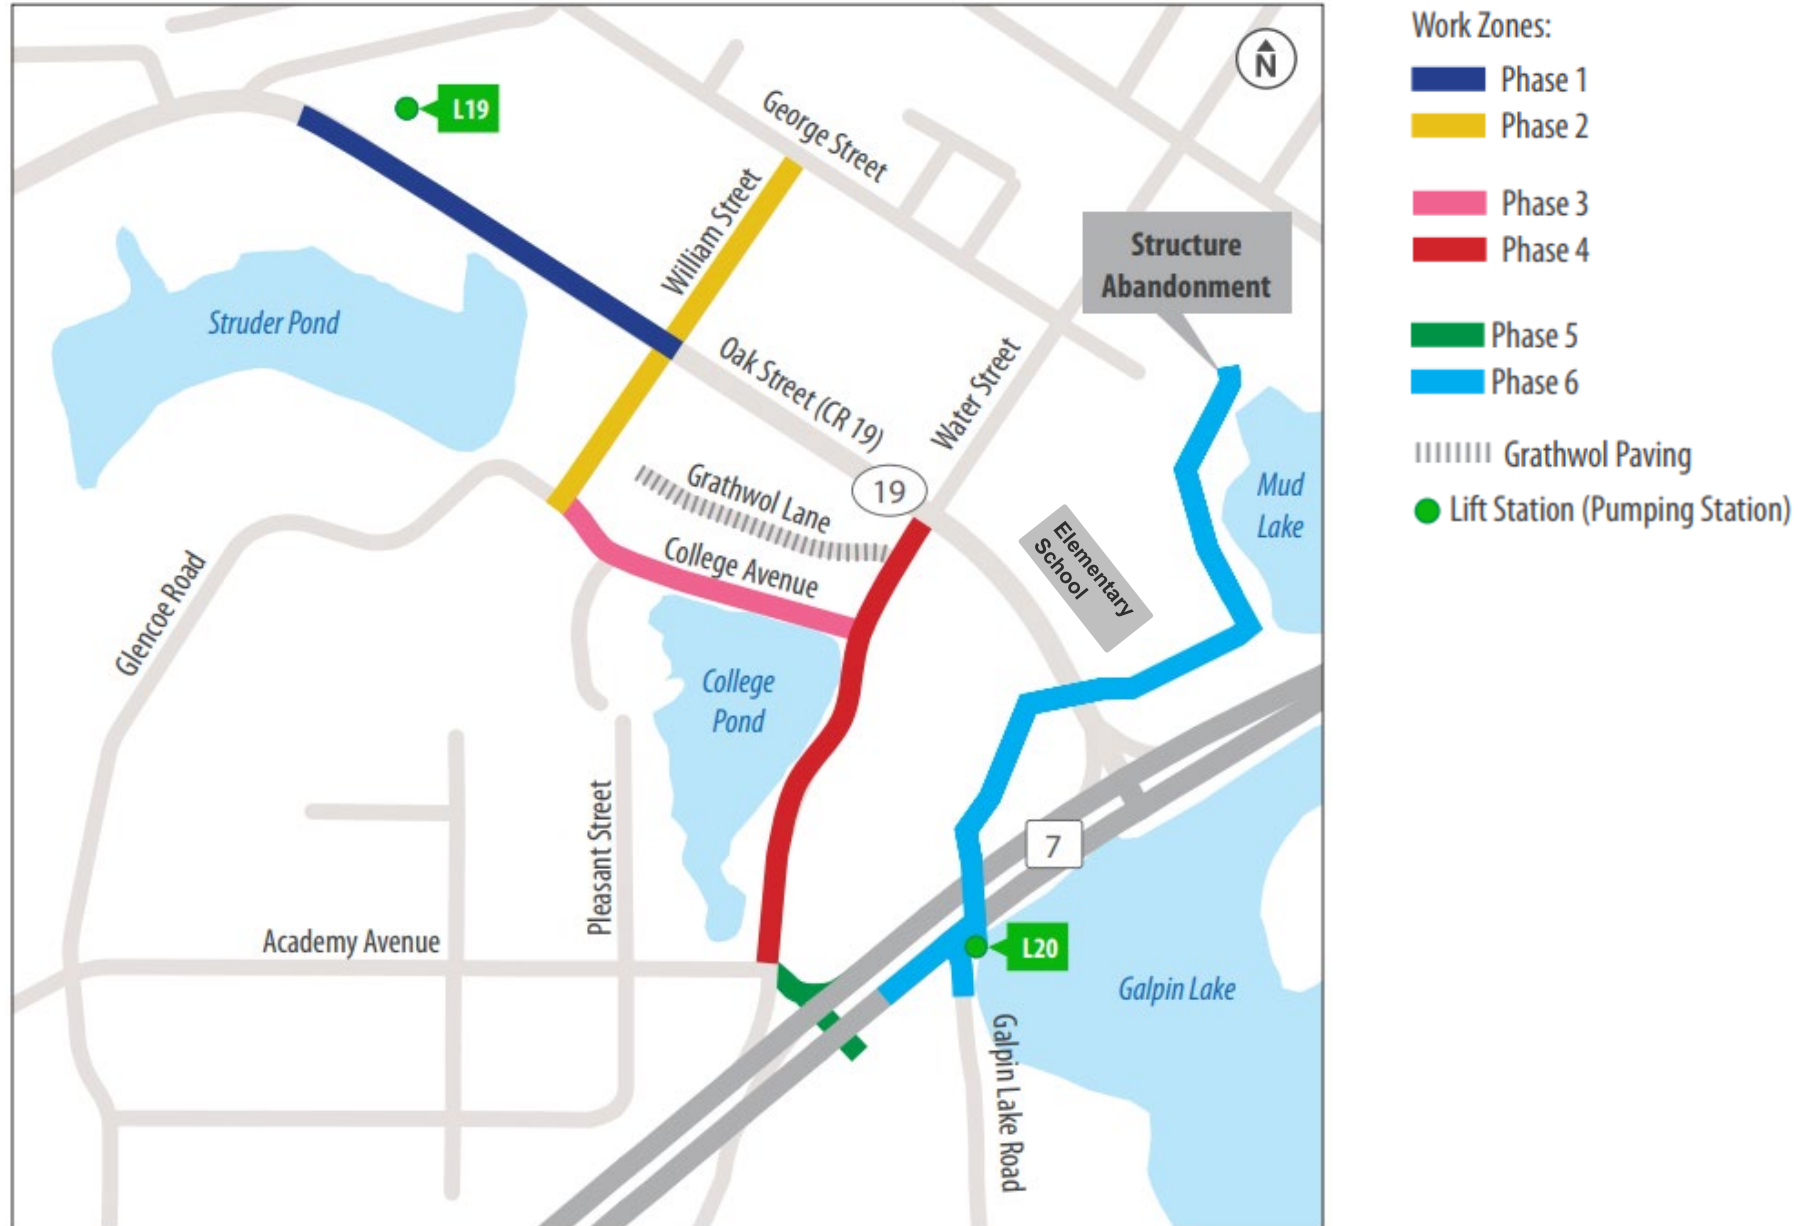 N
L19
George Street
William Street
Structure
Abandonment
Struder Pond
Oak Street (CR 19)
Water Street
Grathwol Lane
19
Mud
Lake
Elementary
School
College Avenue
Glencoe Road
College
Pond
Pleasant Street
7
Academy Avenue
L20
Galpin Lake
Galpin Lake Road
Work Zones:
Phase 1
Phase 2
Phase 3
Phase 4
Phase 5
Phase 6
Grathwol Paving
Lift Station (Pumping Station)